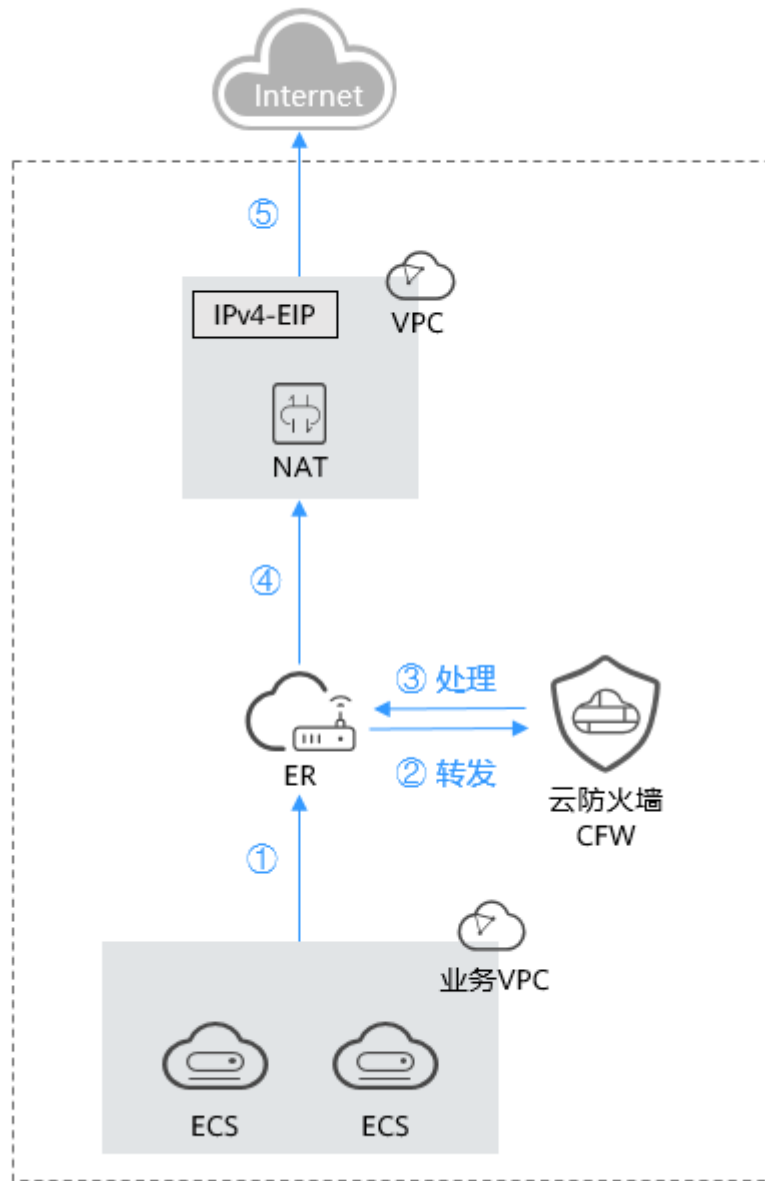 Internet
⑤
IPv4-EIP
VPC
NAT
④
③ 处理
ER
② 转发
云防火墙
CFW
①
业务VPC
ECS
ECS